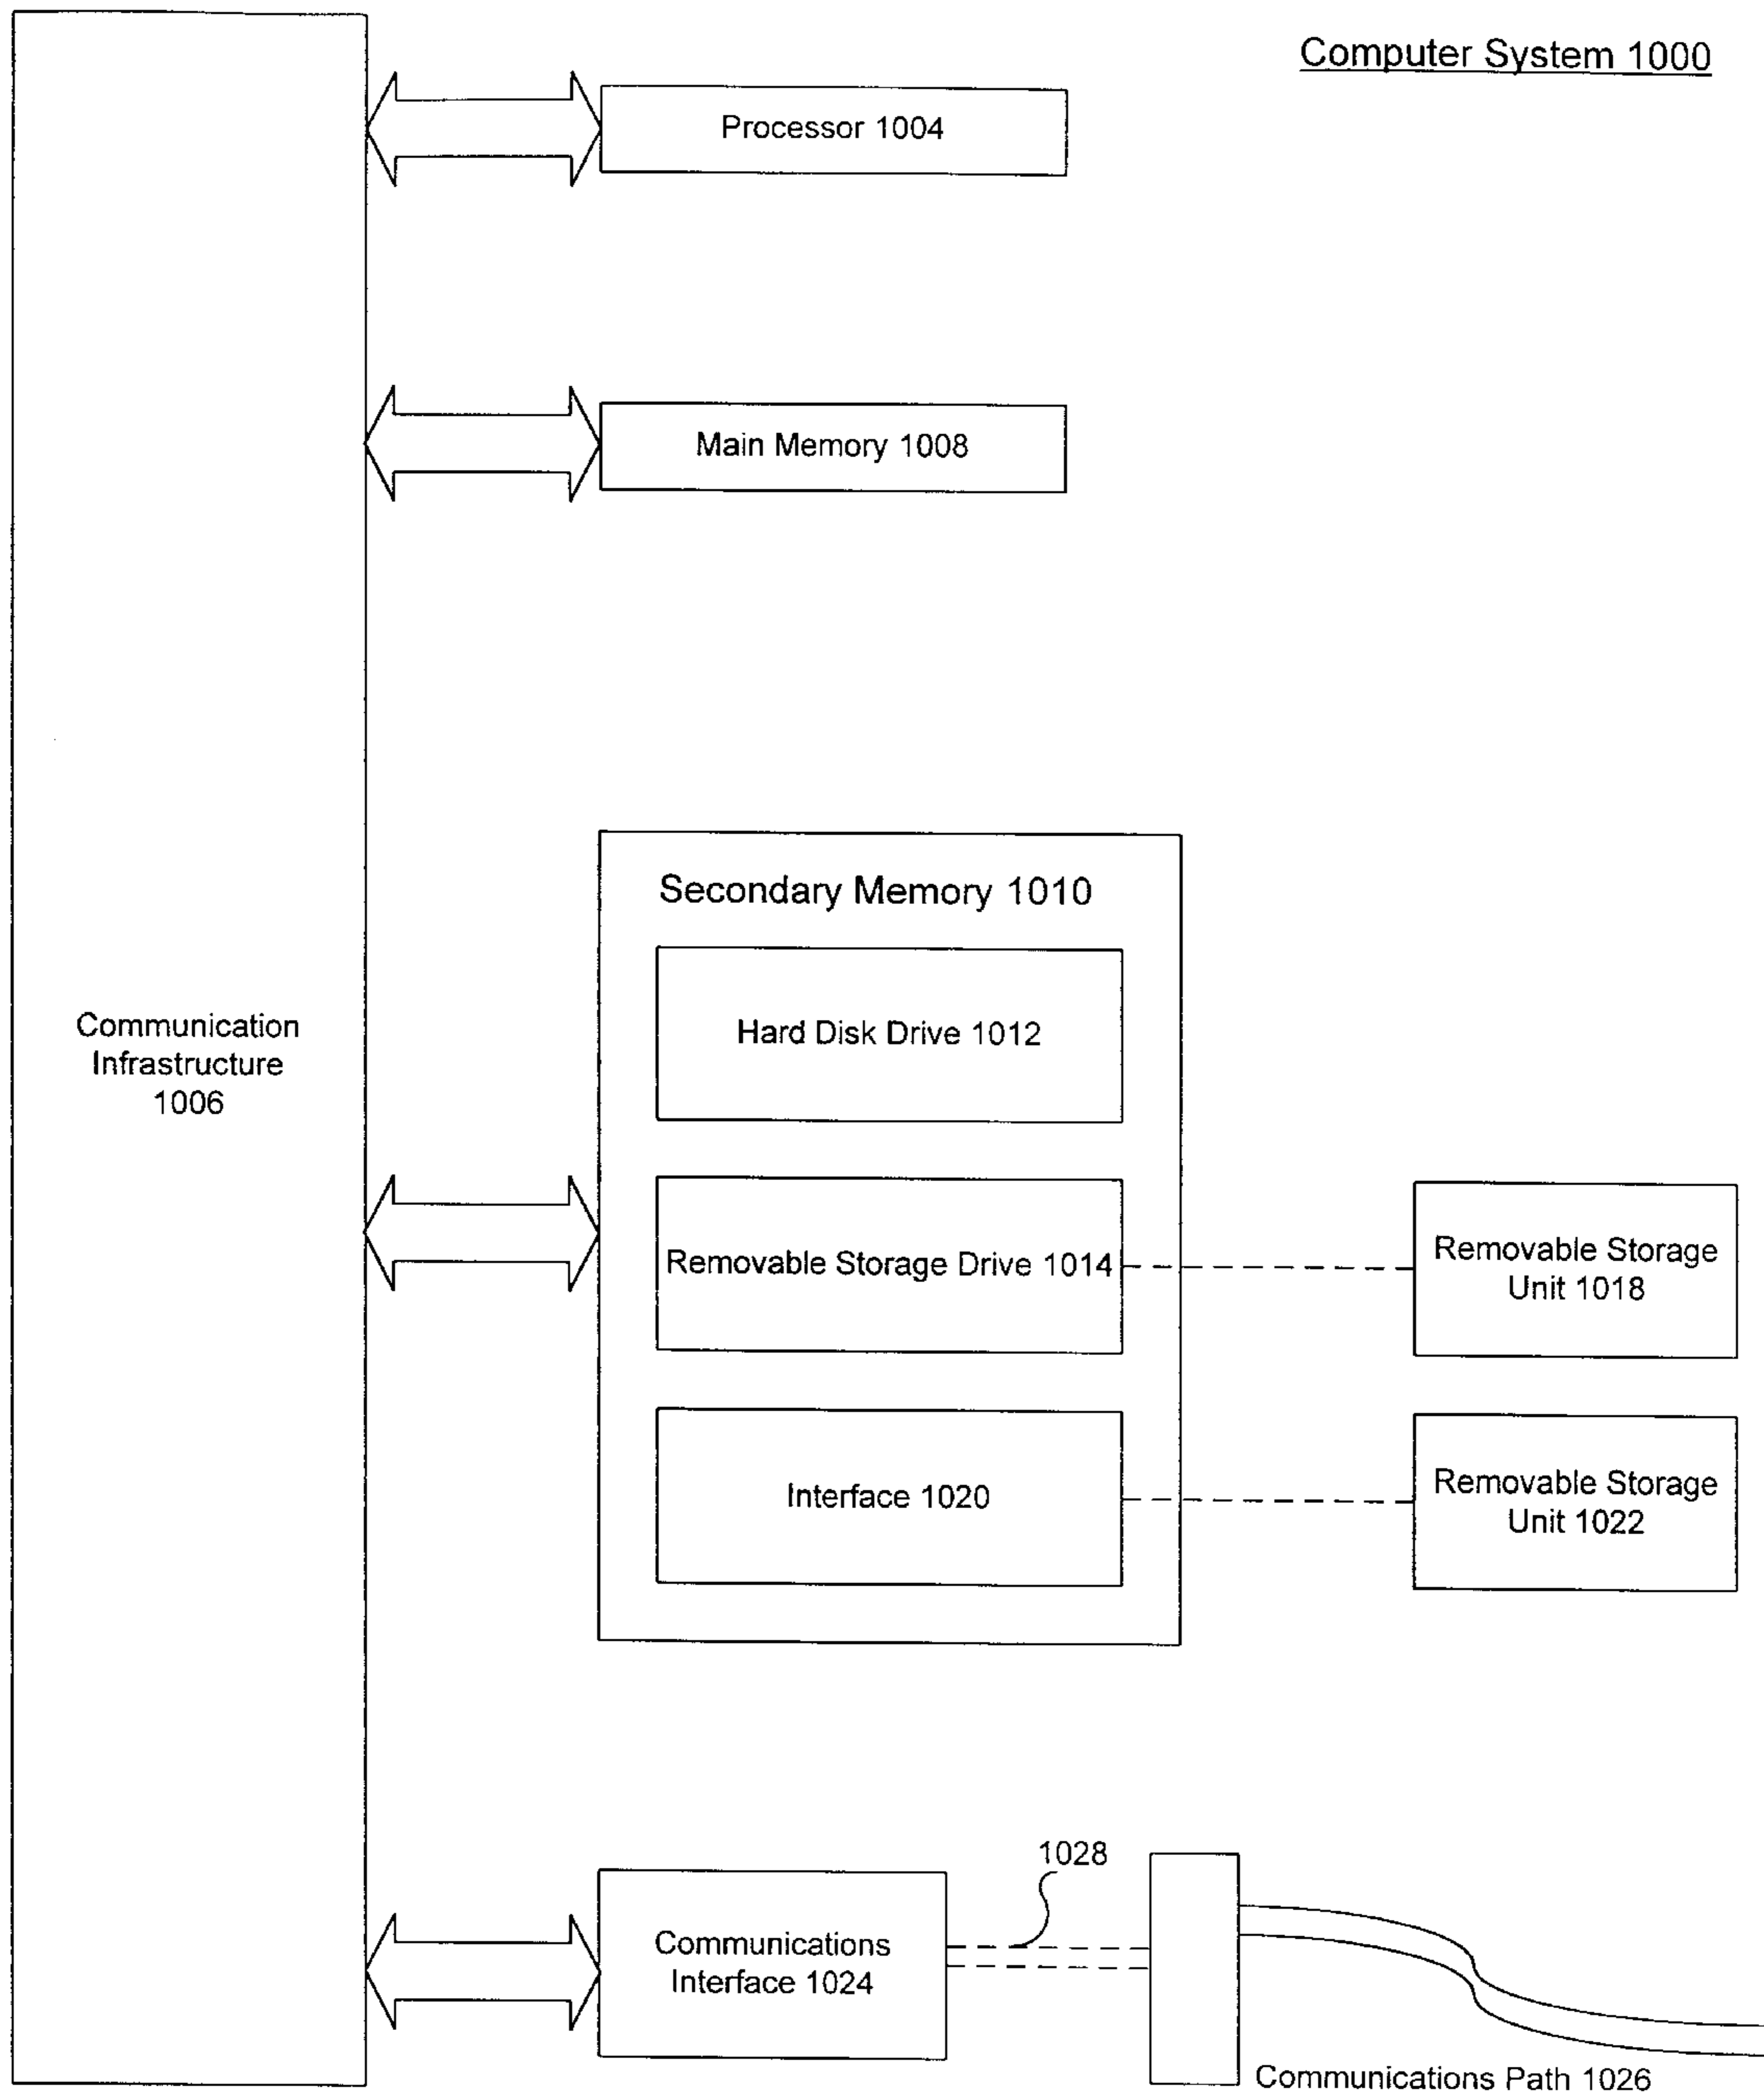 Computer System 1000
Processor 1004
Main Memory 1008
Secondary Memory 1010
Hard Disk Drive 1012
Communication
Infrastructure
1006
Removable Storage Drive 1014
Removable Storage
Unit 1018
Interface 1020
Removable Storage
Unit 1022
1028
Communications
Interface 1024
Communications Path 1026